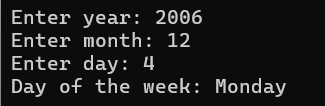 Enter year: 2006
Enter month: 12
Enter day: 4
Day of the week: Monday